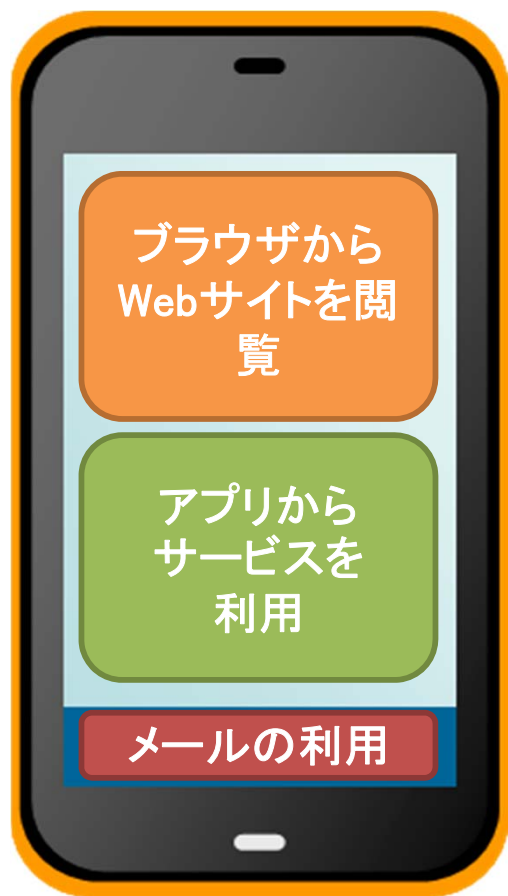 ブラウザから
Webサイトを閲
覧
アプリから
サービスを
利用
メールの利用